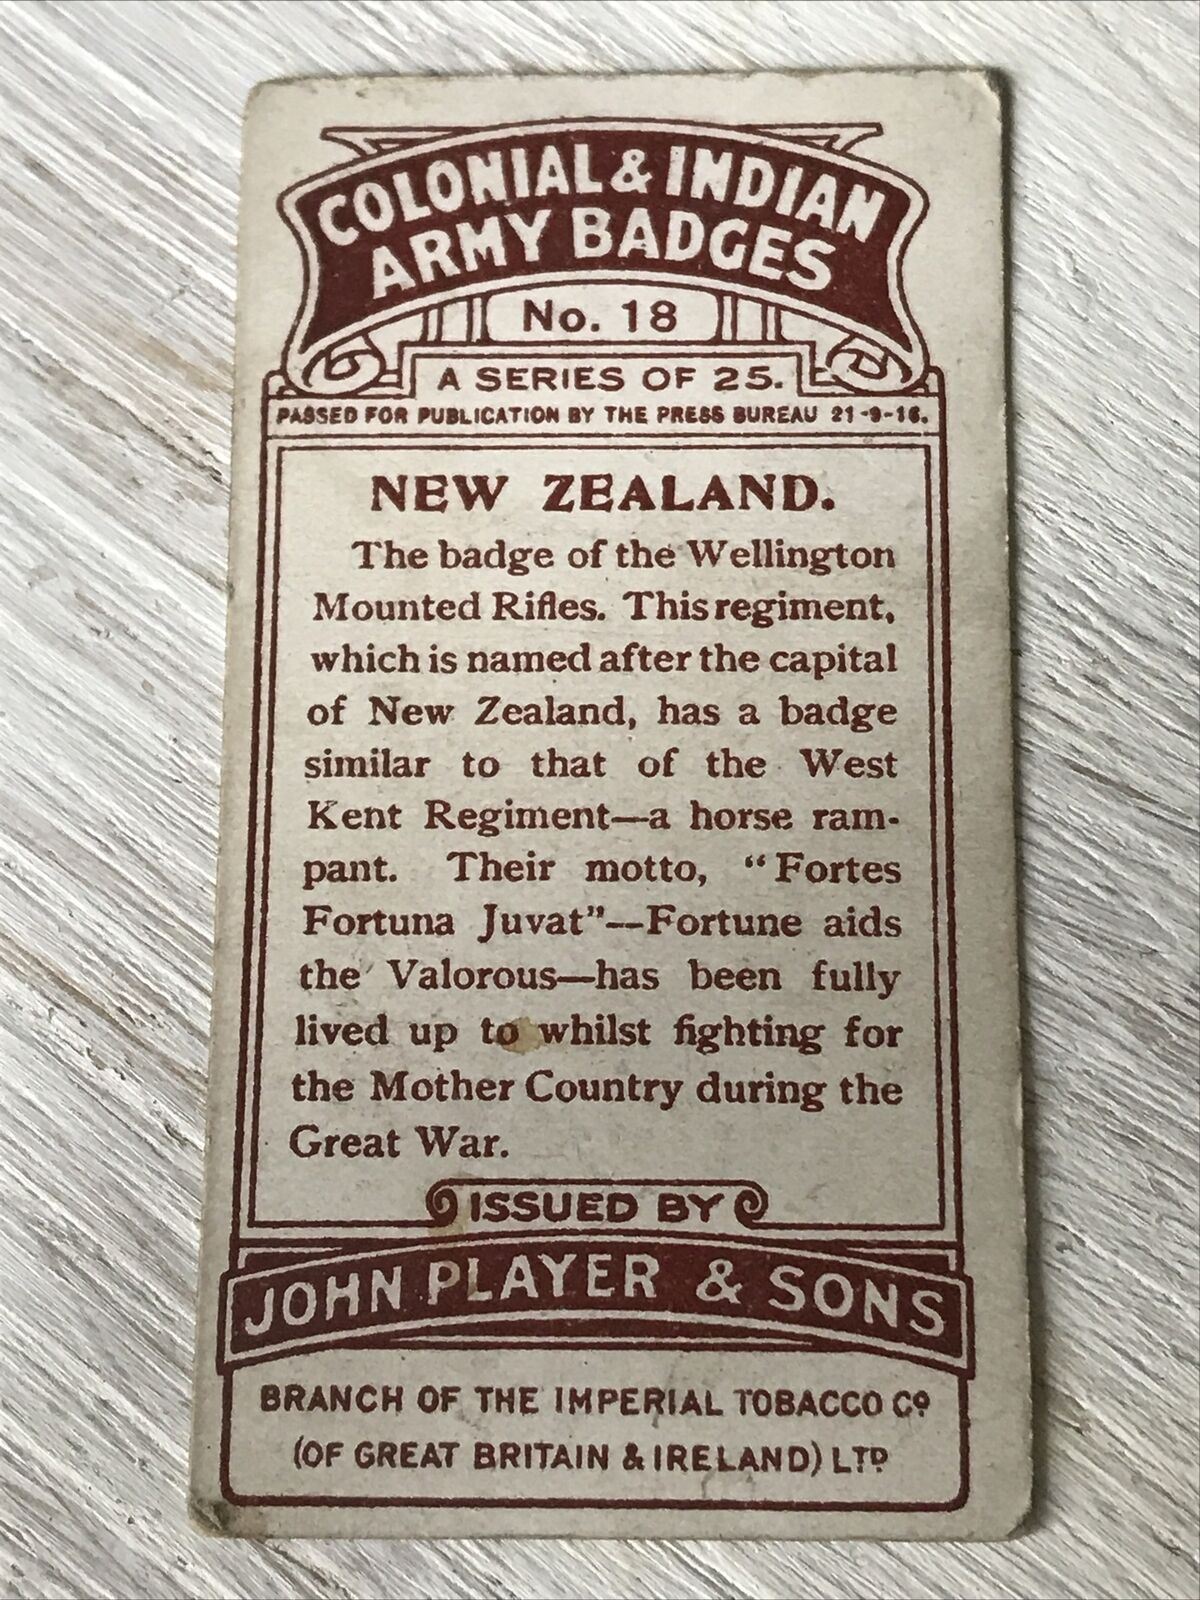 COLONIAL & INDIAN
ARMY BADGES
No. 18
A SERIES OF 25.
PASSED FOR PUBLICATION BY THE PRESS BUREAU 21-9-16.
NEW ZEALAND.
The badge of the Wellington
Mounted Rifles. This regiment,
which is named after the capital
of New Zealand, has a badge
similar to that of the West
Kent Regiment—a horse ram-
pant. Their motto, "Fortes
Fortuna Juvat"—Fortune aids
the Valorous—has been fully
lived up to whilst fighting for
the Mother Country during the
Great War.
ISSUED BY
JOHN PLAYER & SONS
BRANCH OF THE IMPERIAL TOBACCO CO
(OF GREAT BRITAIN & IRELAND) LTD